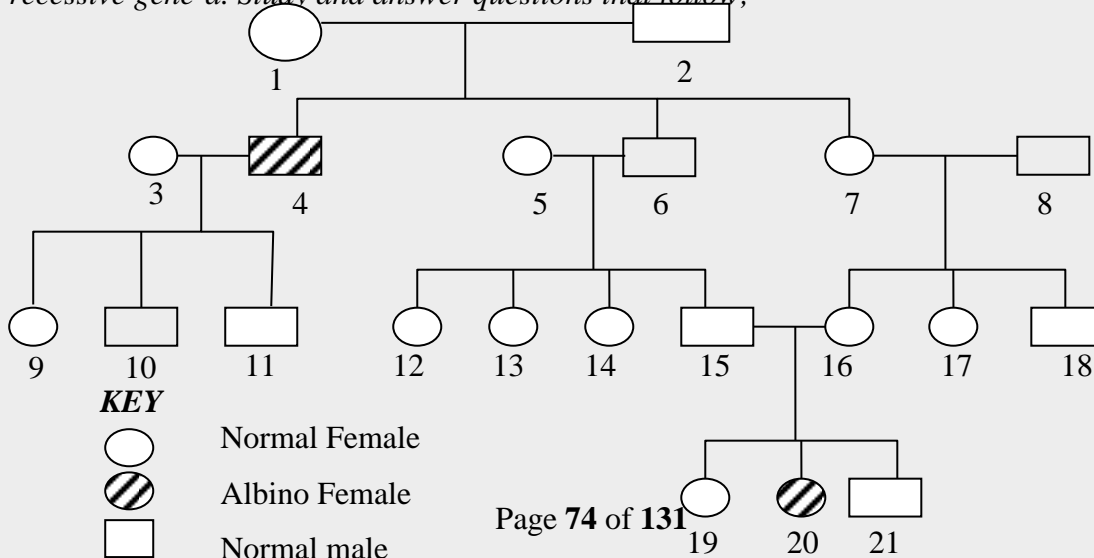 recessive gene a. Study and answer questions that follow;
1
2
3 4 5 6 7 8
9 10 11 12 13 14 15 16 17 18
KEY
Normal Female
Albino Female
Page 74 of 131
Normal male
19 20 21